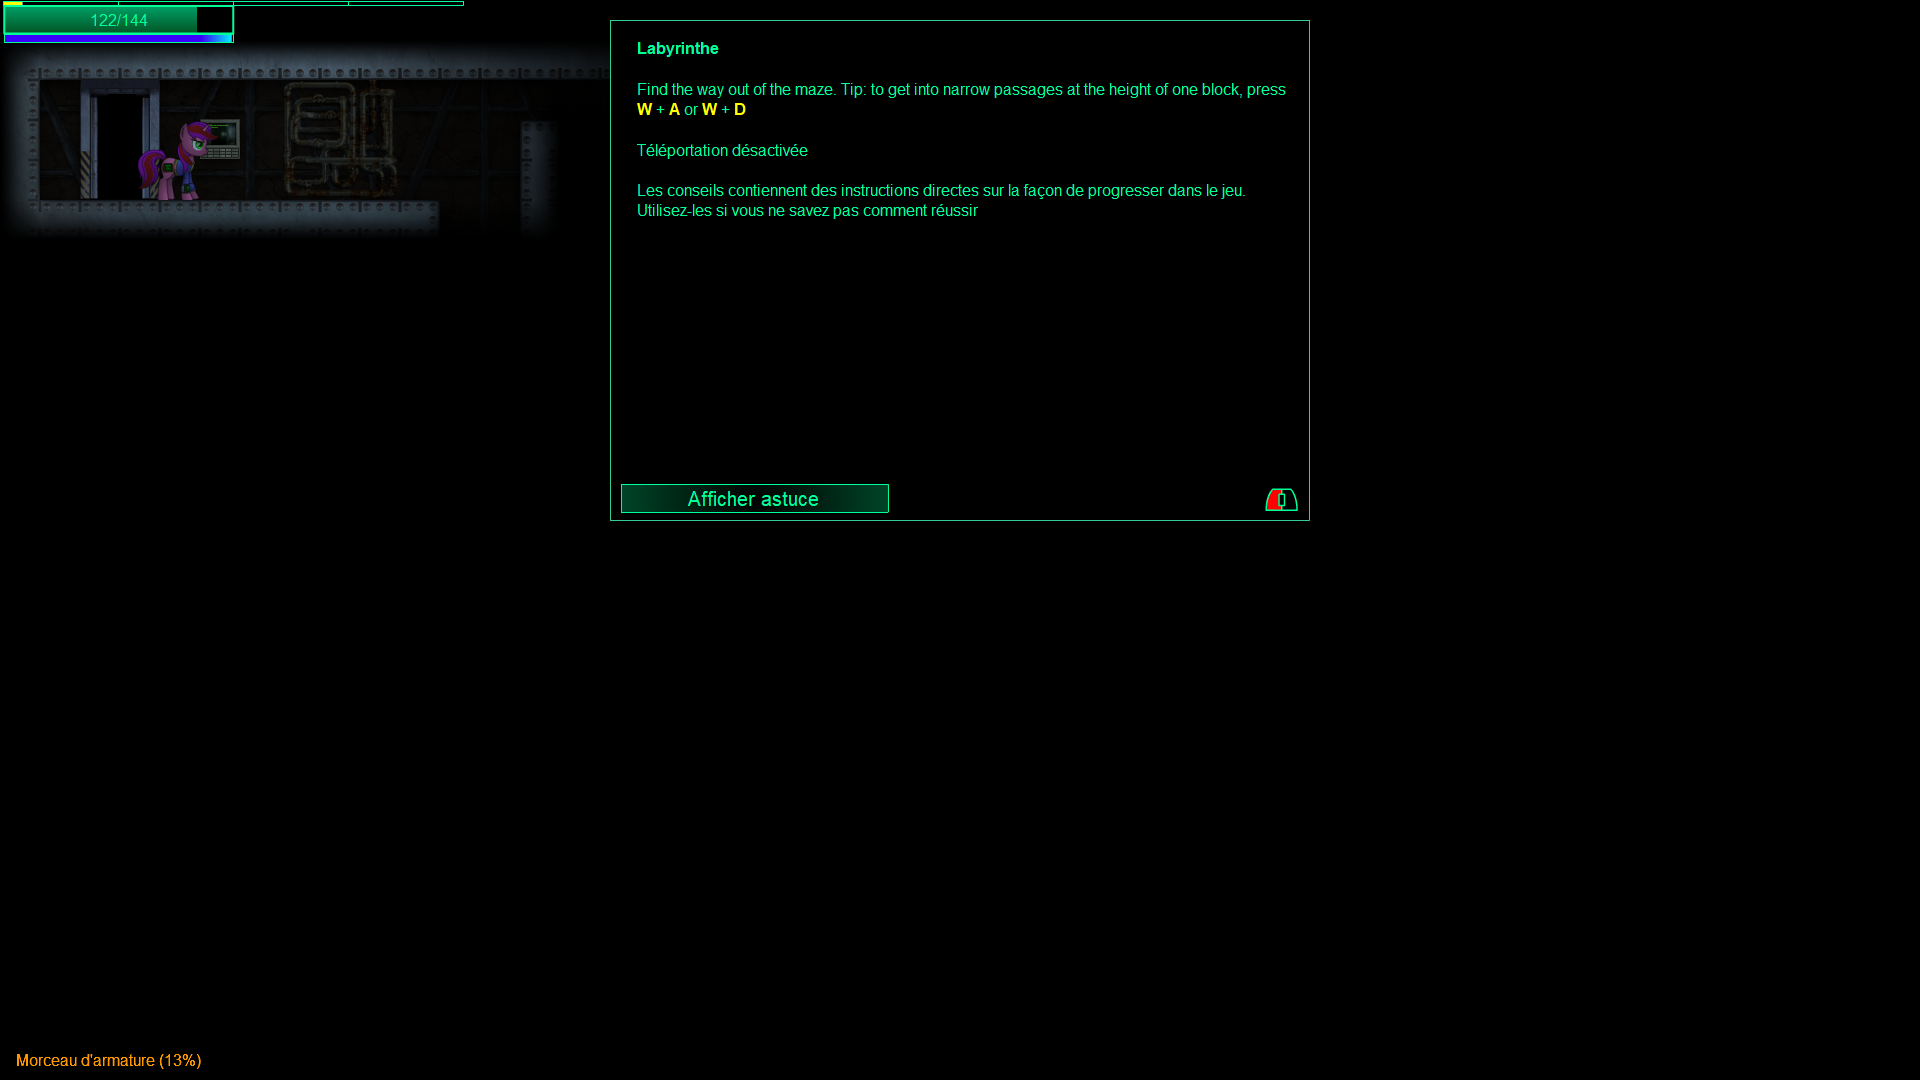 122/144
Labyrinthe
Find the way out of the maze. Tip: to get into narrow passages at the height of one block, press
W + A or W + D
Téléportation désactivée
Les conseils contiennent des instructions directes sur la façon de progresser dans le jeu.
Utilisez-les si vous ne savez pas comment réussir
Afficher astuce
Morceau d'armature (13%)